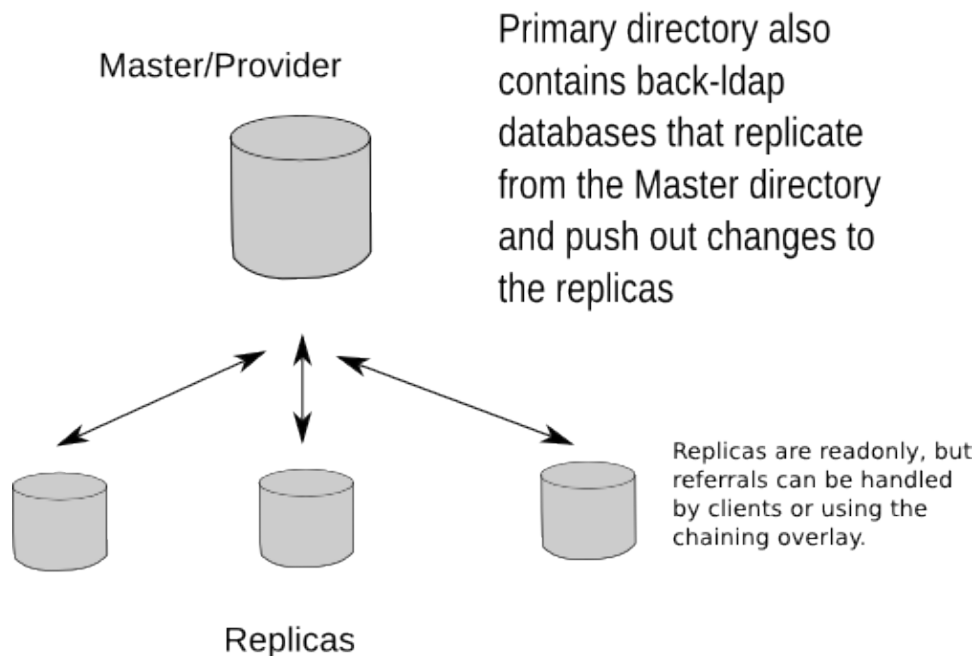 Master/Provider
Primary directory also
contains back-ldap
databases that replicate
from the Master directory
and push out changes to
the replicas
Replicas are readonly, but
referrals can be handled
by clients or using the
chaining overlay.
Replicas